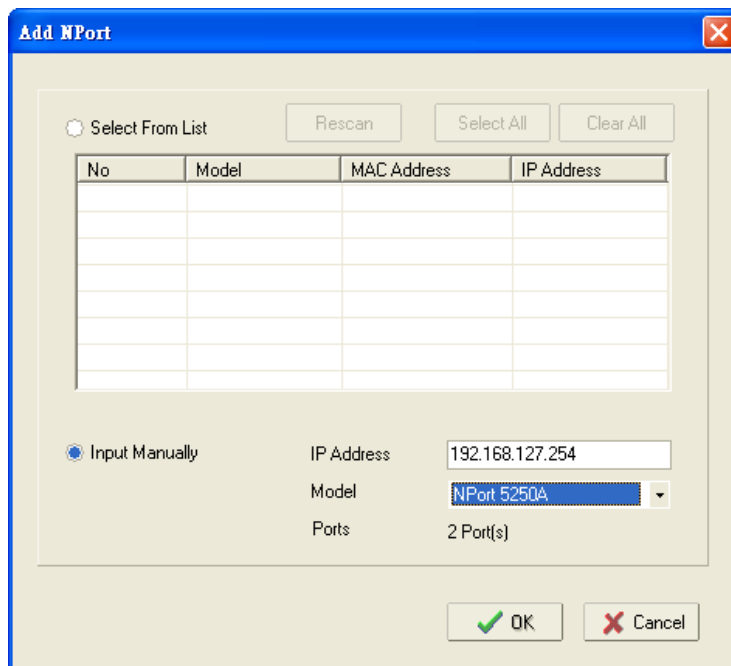 Add NPort
Select From List Rescan Select All Clear All
No Model MAC Address IP Address
Input Manually IP Address 192.168.127.254
Model NPort 5250A
Ports 2 Port(s)
OK Cancel